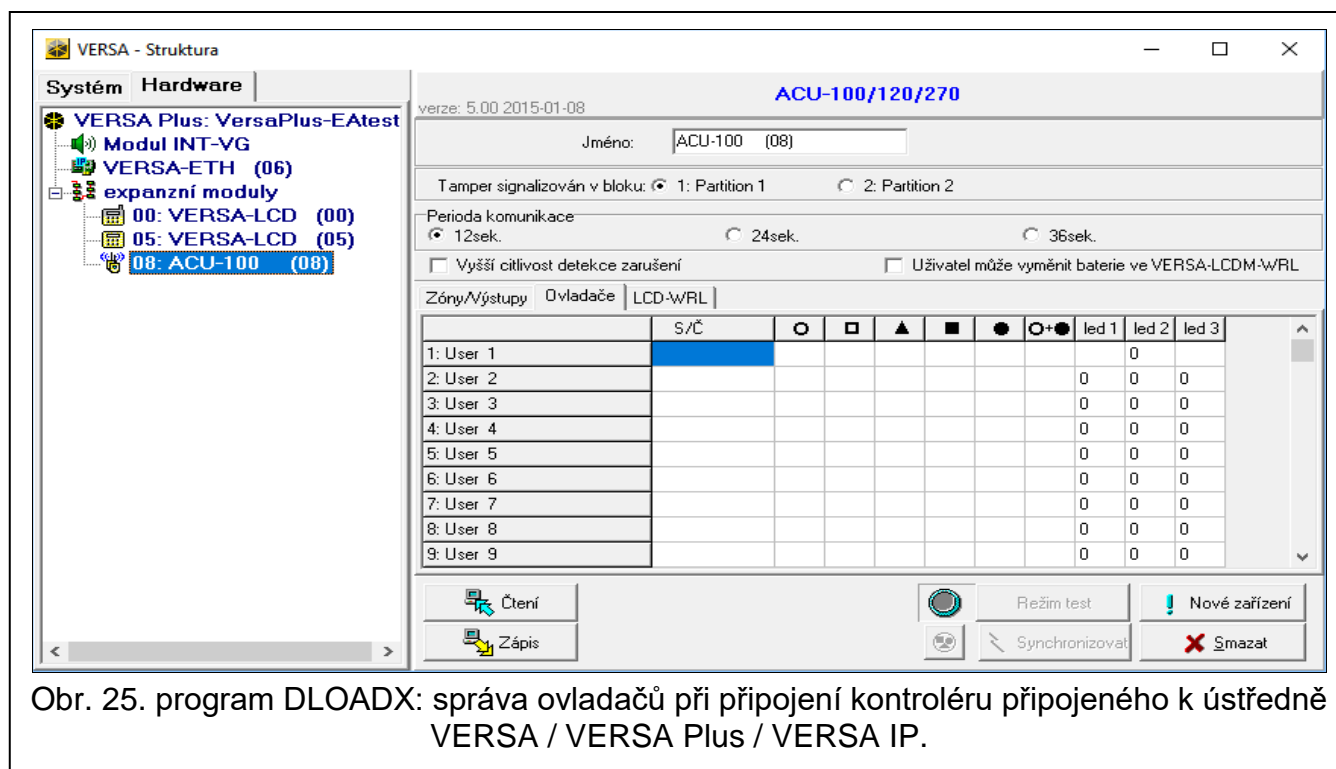 VERSA - Struktura
Systém Hardware
VERSA Plus: VersaPlus-EAtest
Modul INT-VG
VERSA-ETH (06)
expanzní moduly
00: VERSA-LCD (00)
05: VERSA-LCD (05)
08: ACU-100 (08)
verze: 5.00 2015-01-08
ACU-100/120/270
Jméno: ACU-100 (08)
Tamper signalizován v bloku: 1: Partition 1 2: Partition 2
Perioda komunikace
12sek. 24sek. 36sek.
Vyšší citlivost detekce zarušení Uživatel může vyměnit baterie ve VERSA-LCDM-WRL
Zóny/Výstupy Ovladače LCD-WRL
S/Č led 1 led 2 led 3
1: User 1 0
2: User 2 0 0 0
3: User 3 0 0 0
4: User 4 0 0 0
5: User 5 0 0 0
6: User 6 0 0 0
7: User 7 0 0 0
8: User 8 0 0 0
9: User 9 0 0 0
Čtení Režim test Nové zařízení
Zápis Synchronizovat Smazat
Obr. 25. program DLOADX: správa ovladačů při připojení kontroléru připojeného k ústředně
VERSA / VERSA Plus / VERSA IP.